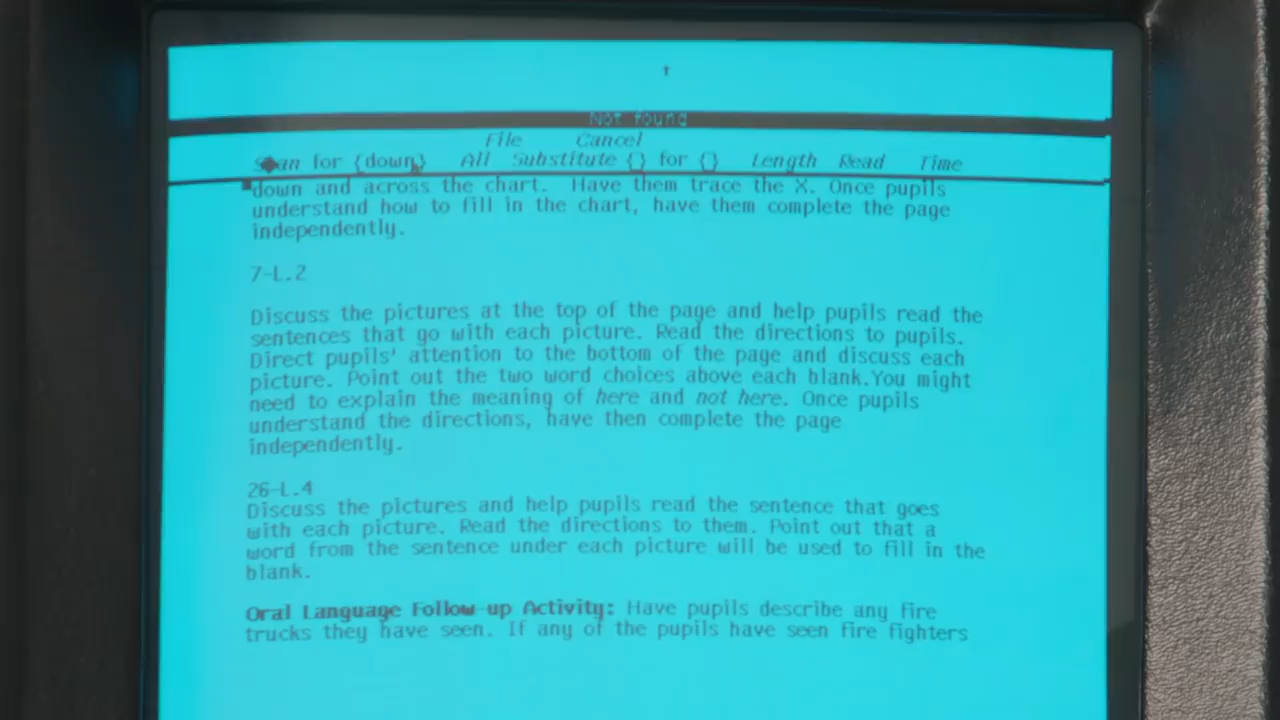 Not found
File Cancel
Scan for {down} All Substitute {} for {} Length Read Time
down and across the chart. Have them trace the X. Once pupils
understand how to fill in the chart, have them complete the page
independently.
7-L.2
Discuss the pictures at the top of the page and help pupils read the
sentences that go with each picture. Read the directions to pupils.
Direct pupils' attention to the bottom of the page and discuss each
picture. Point out the two word choices above each blank.You might
need to explain the meaning of here and not here. Once pupils
understand the directions, have then complete the page
independently.
26-L.4
Discuss the pictures and help pupils read the sentence that goes
with each picture. Read the directions to them. Point out that a
word from the sentence under each picture will be used to fill in the
blank.
Oral Language Follow-up Activity: Have pupils describe any fire
trucks they have seen. If any of the pupils have seen fire fighters